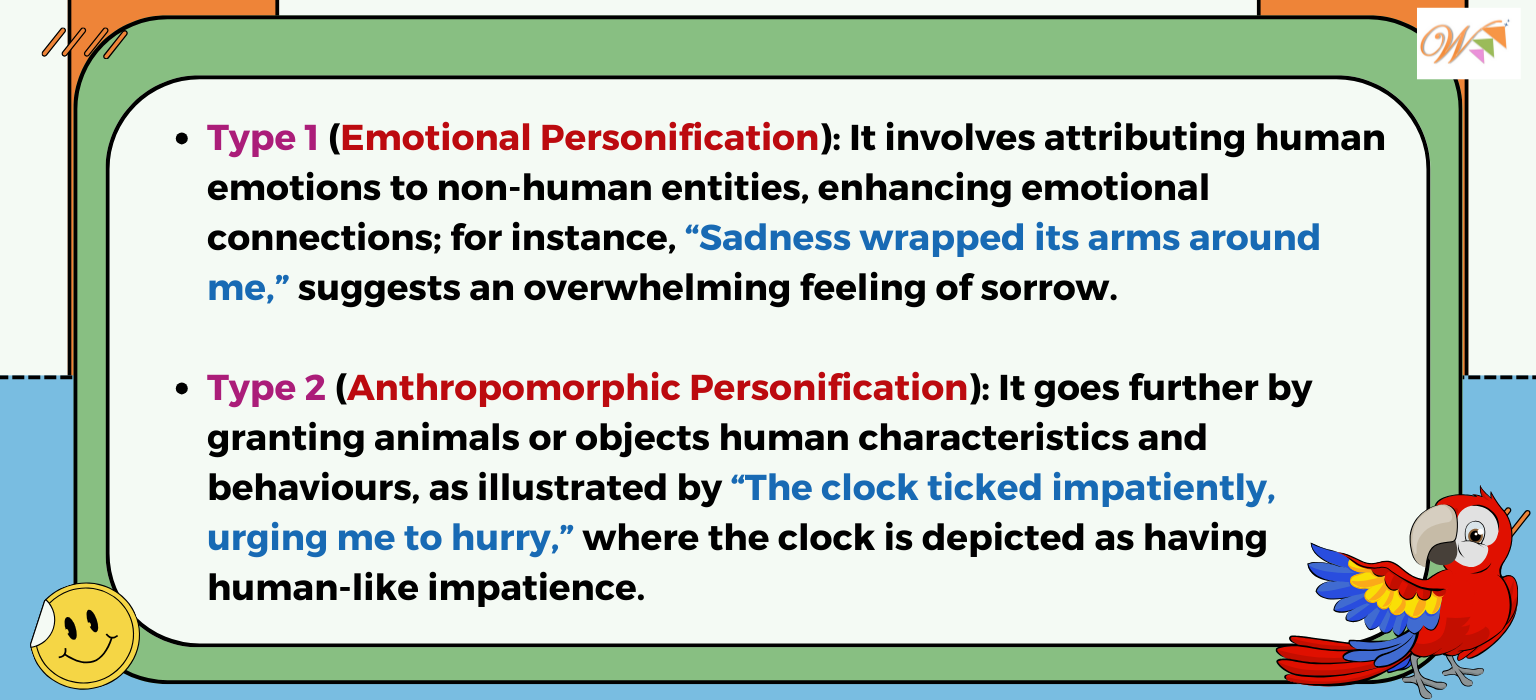 W
• Type 1 (Emotional Personification): It involves attributing human
emotions to non-human entities, enhancing emotional
connections; for instance, “Sadness wrapped its arms around
me,” suggests an overwhelming feeling of sorrow.
• Type 2 (Anthropomorphic Personification): It goes further by
granting animals or objects human characteristics and
behaviours, as illustrated by “The clock ticked impatiently,
urging me to hurry,” where the clock is depicted as having
human-like impatience.